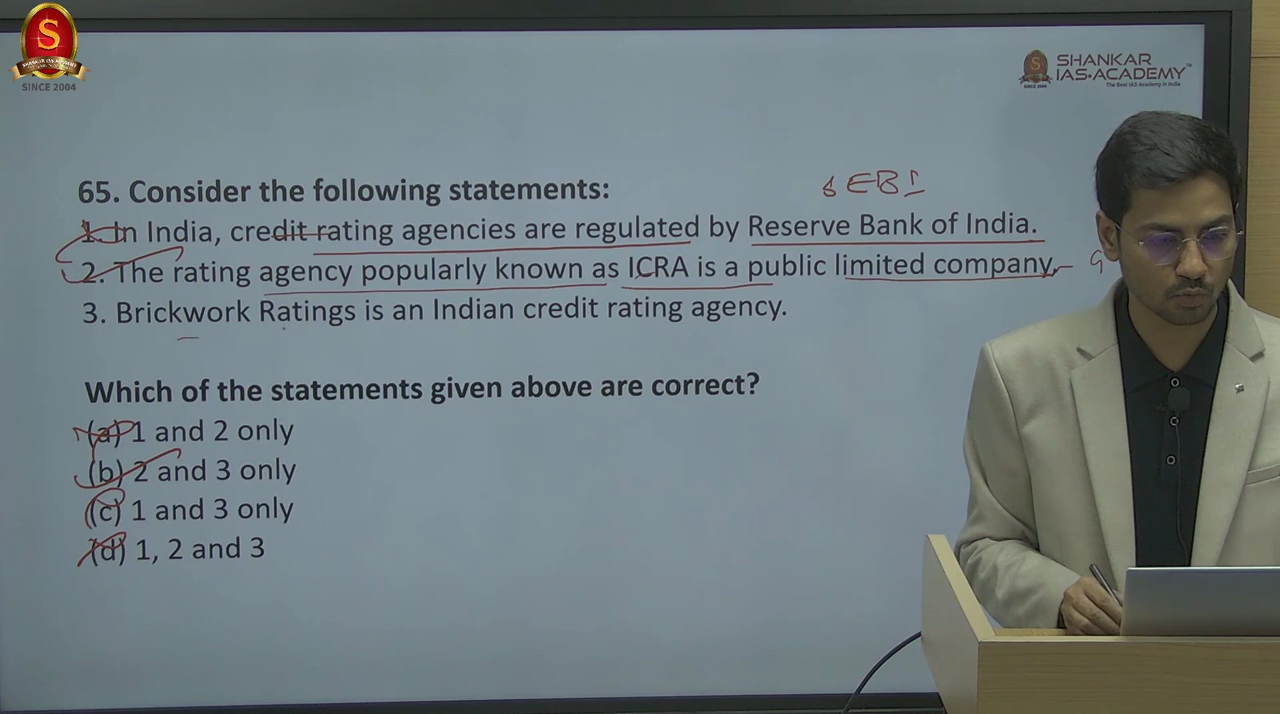 S
SHANKAR IAS ACADEMY
SINCE 2004
SHANKAR
IAS ACADEMY
The Best IAS Academy in India
SINCE 2004
SEBI
65. Consider the following statements:
1. In India, credit rating agencies are regulated by Reserve Bank of India.
2. The rating agency popularly known as ICRA is a public limited company.
3. Brickwork Ratings is an Indian credit rating agency.
Which of the statements given above are correct?
(a) 1 and 2 only
(b) 2 and 3 only
(c) 1 and 3 only
(d) 1, 2 and 3